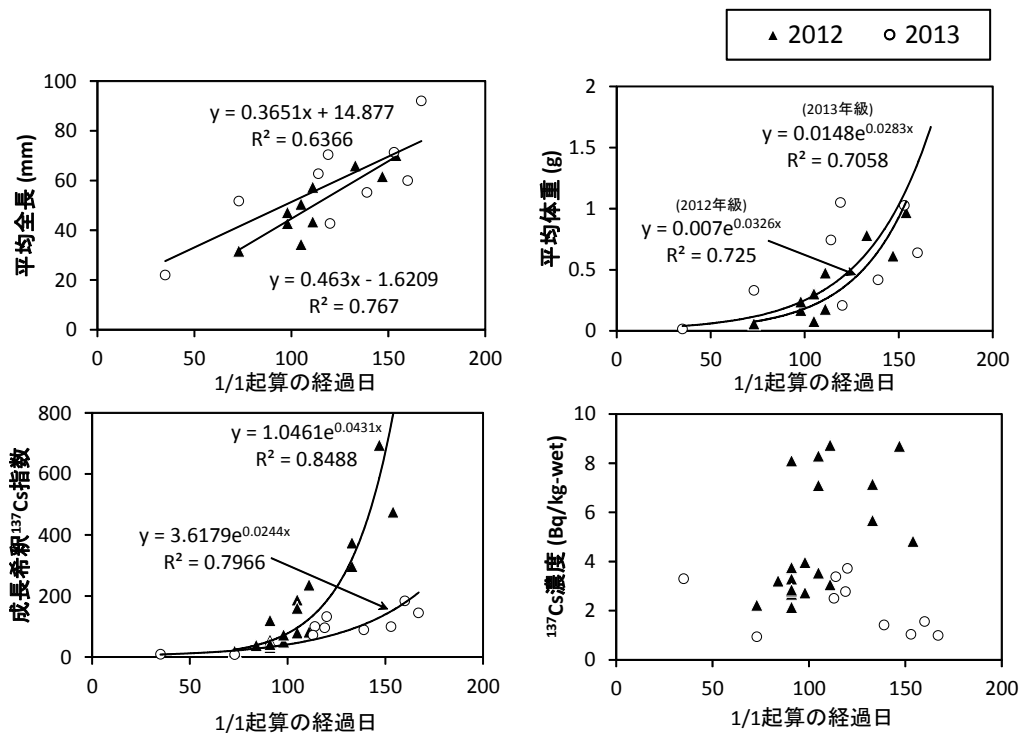 ▲ 2012 ○ 2013
平均全長 (mm)
100
80
60
40
20
0
y = 0.3651x + 14.877
R² = 0.6366
y = 0.463x - 1.6209
R² = 0.767
0 50 100 150 200
1/1起算の経過日
平均体重 (g)
2
1.5
1
0.5
0
(2013年級)
y = 0.0148e^0.0283x
R² = 0.7058
(2012年級)
y = 0.007e^0.0326x
R² = 0.725
0 50 100 150 200
1/1起算の経過日
成長希釈¹³⁷Cs指数
800
600
400
200
0
y = 1.0461e^0.0431x
R² = 0.8488
y = 3.6179e^0.0244x
R² = 0.7966
0 50 100 150 200
1/1起算の経過日
¹³⁷Cs濃度 (Bq/kg-wet)
10
8
6
4
2
0
0 50 100 150 200
1/1起算の経過日